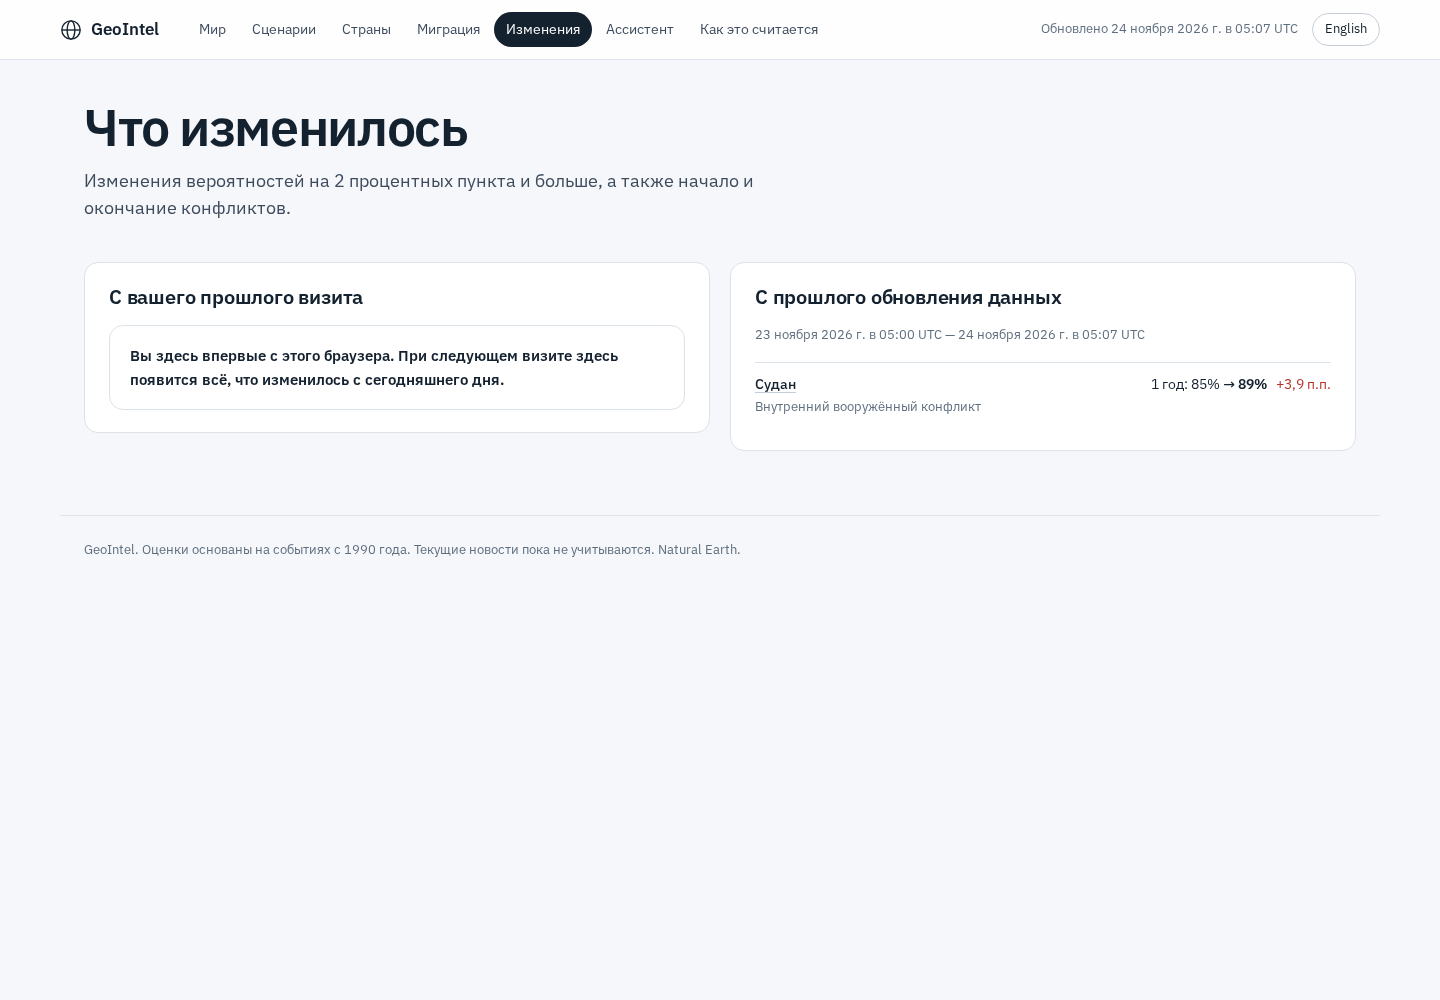 GeoIntel
Мир
Сценарии
Страны
Миграция
Изменения
Ассистент
Как это считается
Обновлено 24 ноября 2026 г. в 05:07 UTC
English
Что изменилось
Изменения вероятностей на 2 процентных пункта и больше, а также начало и
окончание конфликтов.
С вашего прошлого визита
Вы здесь впервые с этого браузера. При следующем визите здесь
появится всё, что изменилось с сегодняшнего дня.
С прошлого обновления данных
23 ноября 2026 г. в 05:00 UTC — 24 ноября 2026 г. в 05:07 UTC
Судан
1 год: 85% → 89% +3,9 п.п.
Внутренний вооружённый конфликт
GeoIntel. Оценки основаны на событиях с 1990 года. Текущие новости пока не учитываются. Natural Earth.